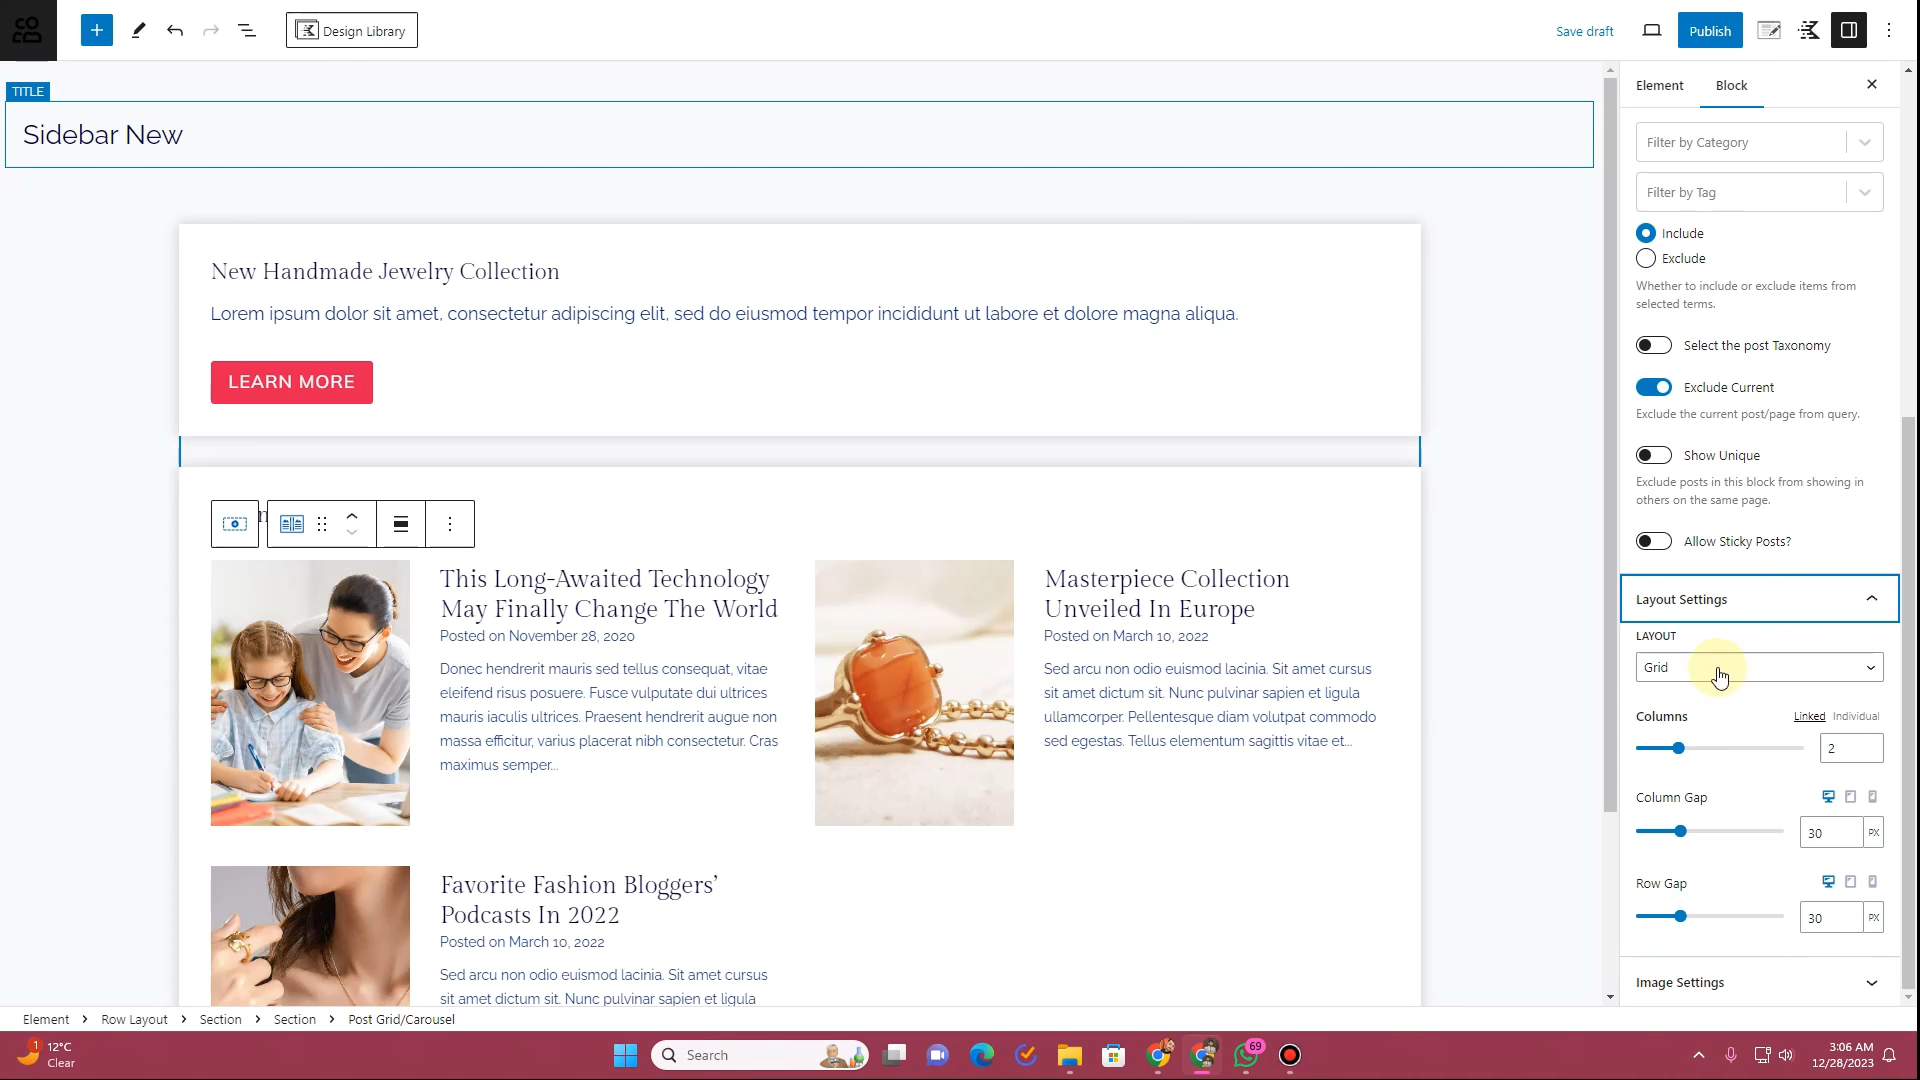 Design Library
Save draft
Publish
TITLE
Sidebar New
New Handmade Jewelry Collection
Lorem ipsum dolor sit amet, consectetur adipiscing elit, sed do eiusmod tempor incididunt ut labore et dolore magna aliqua.
LEARN MORE
This Long-Awaited Technology
May Finally Change The World
Posted on November 28, 2020
Donec hendrerit mauris sed tellus consequat, vitae
eleifend risus posuere. Fusce vulputate dui ultrices
mauris iaculis ultrices. Praesent hendrerit augue non
massa efficitur, varius placerat nibh consectetur. Cras
maximus semper...
Masterpiece Collection
Unveiled In Europe
Posted on March 10, 2022
Sed arcu non odio euismod lacinia. Sit amet cursus
sit amet dictum sit. Nunc pulvinar sapien et ligula
ullamcorper. Pellentesque diam volutpat commodo
sed egestas. Tellus elementum sagittis vitae et...
Favorite Fashion Bloggers'
Podcasts In 2022
Posted on March 10, 2022
Sed arcu non odio euismod lacinia. Sit amet cursus
sit amet dictum sit. Nunc pulvinar sapien et ligula
Element
Block
Filter by Category
Filter by Tag
Include
Exclude
Whether to include or exclude items from
selected terms.
Select the post Taxonomy
Exclude Current
Exclude the current post/page from query.
Show Unique
Exclude posts in this block from showing in
others on the same page.
Allow Sticky Posts?
Layout Settings
LAYOUT
Grid
Columns Linked Individual
2
Column Gap
30 PX
Row Gap
30 PX
Image Settings
Element > Row Layout > Section > Section > Post Grid/Carousel
1
12°C
Clear
Search
69
3:06 AM
12/28/2023